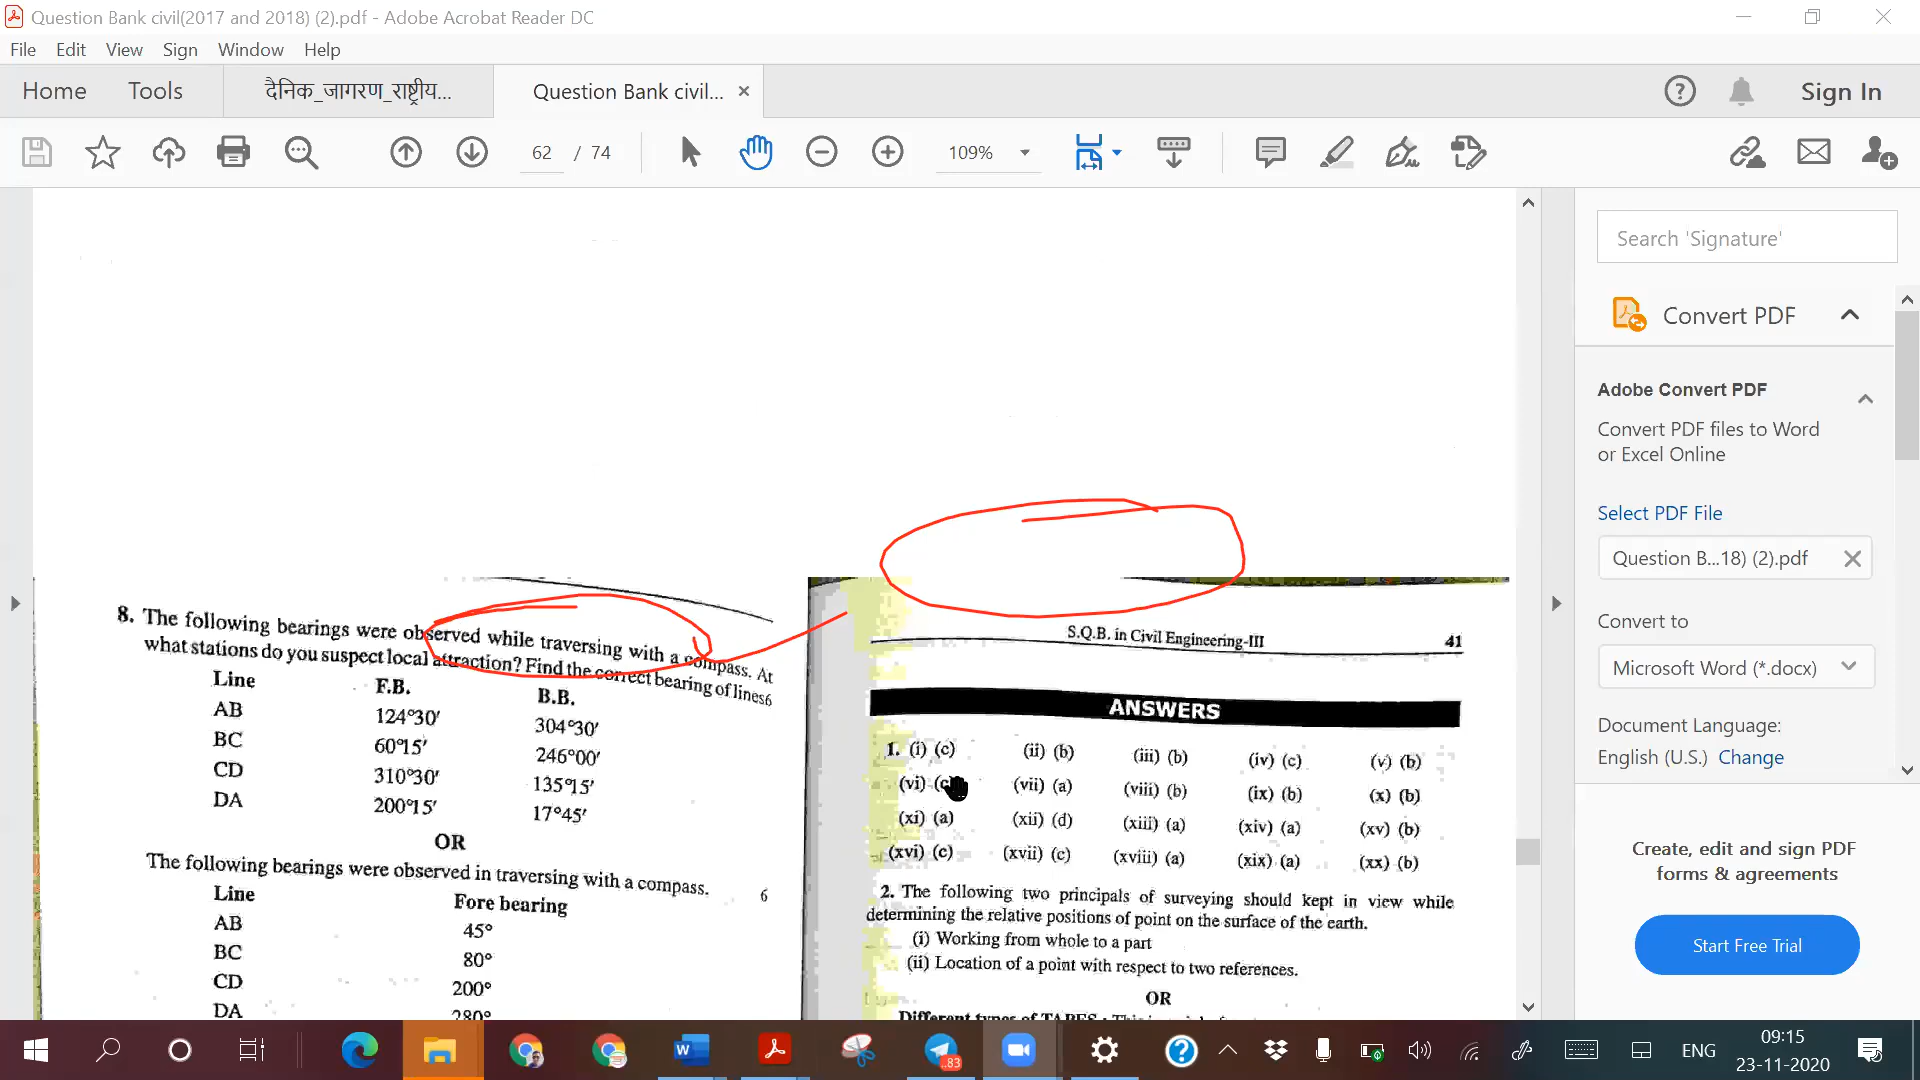 Question Bank civil(2017 and 2018) (2).pdf - Adobe Acrobat Reader DC
File Edit View Sign Window Help
Home Tools दैनिक_जागरण_राष्ट्रीय... Question Bank civil... Sign In
62 / 74 109%
Search 'Signature'
Convert PDF
Adobe Convert PDF
Convert PDF files to Word
or Excel Online
Select PDF File
Question B...18) (2).pdf
Convert to
Microsoft Word (*.docx)
Document Language:
English (U.S.) Change
Create, edit and sign PDF
forms & agreements
Start Free Trial
8. The following bearings were observed while traversing with a compass. At
what stations do you suspect local attraction? Find the correct bearing of lines6
Line F.B. B.B.
AB 124°30′ 304°30′
BC 60°15′ 246°00′
CD 310°30′ 135°15′
DA 200°15′ 17°45′
OR
The following bearings were observed in traversing with a compass. 6
Line Fore bearing
AB 45°
BC 80°
CD 200°
DA 280°
S.Q.B. in Civil Engineering-III 41
ANSWERS
1. (i) (c) (ii) (b) (iii) (b) (iv) (c) (v) (b)
(vi) (c) (vii) (a) (viii) (b) (ix) (b) (x) (b)
(xi) (a) (xii) (d) (xiii) (a) (xiv) (a) (xv) (b)
(xvi) (c) (xvii) (c) (xviii) (a) (xix) (a) (xx) (b)
2. The following two principals of surveying should kept in view while
determining the relative positions of point on the surface of the earth.
(i) Working from whole to a part
(ii) Location of a point with respect to two references.
OR
Different types of TAPES :
.83
ENG
09:15
23-11-2020